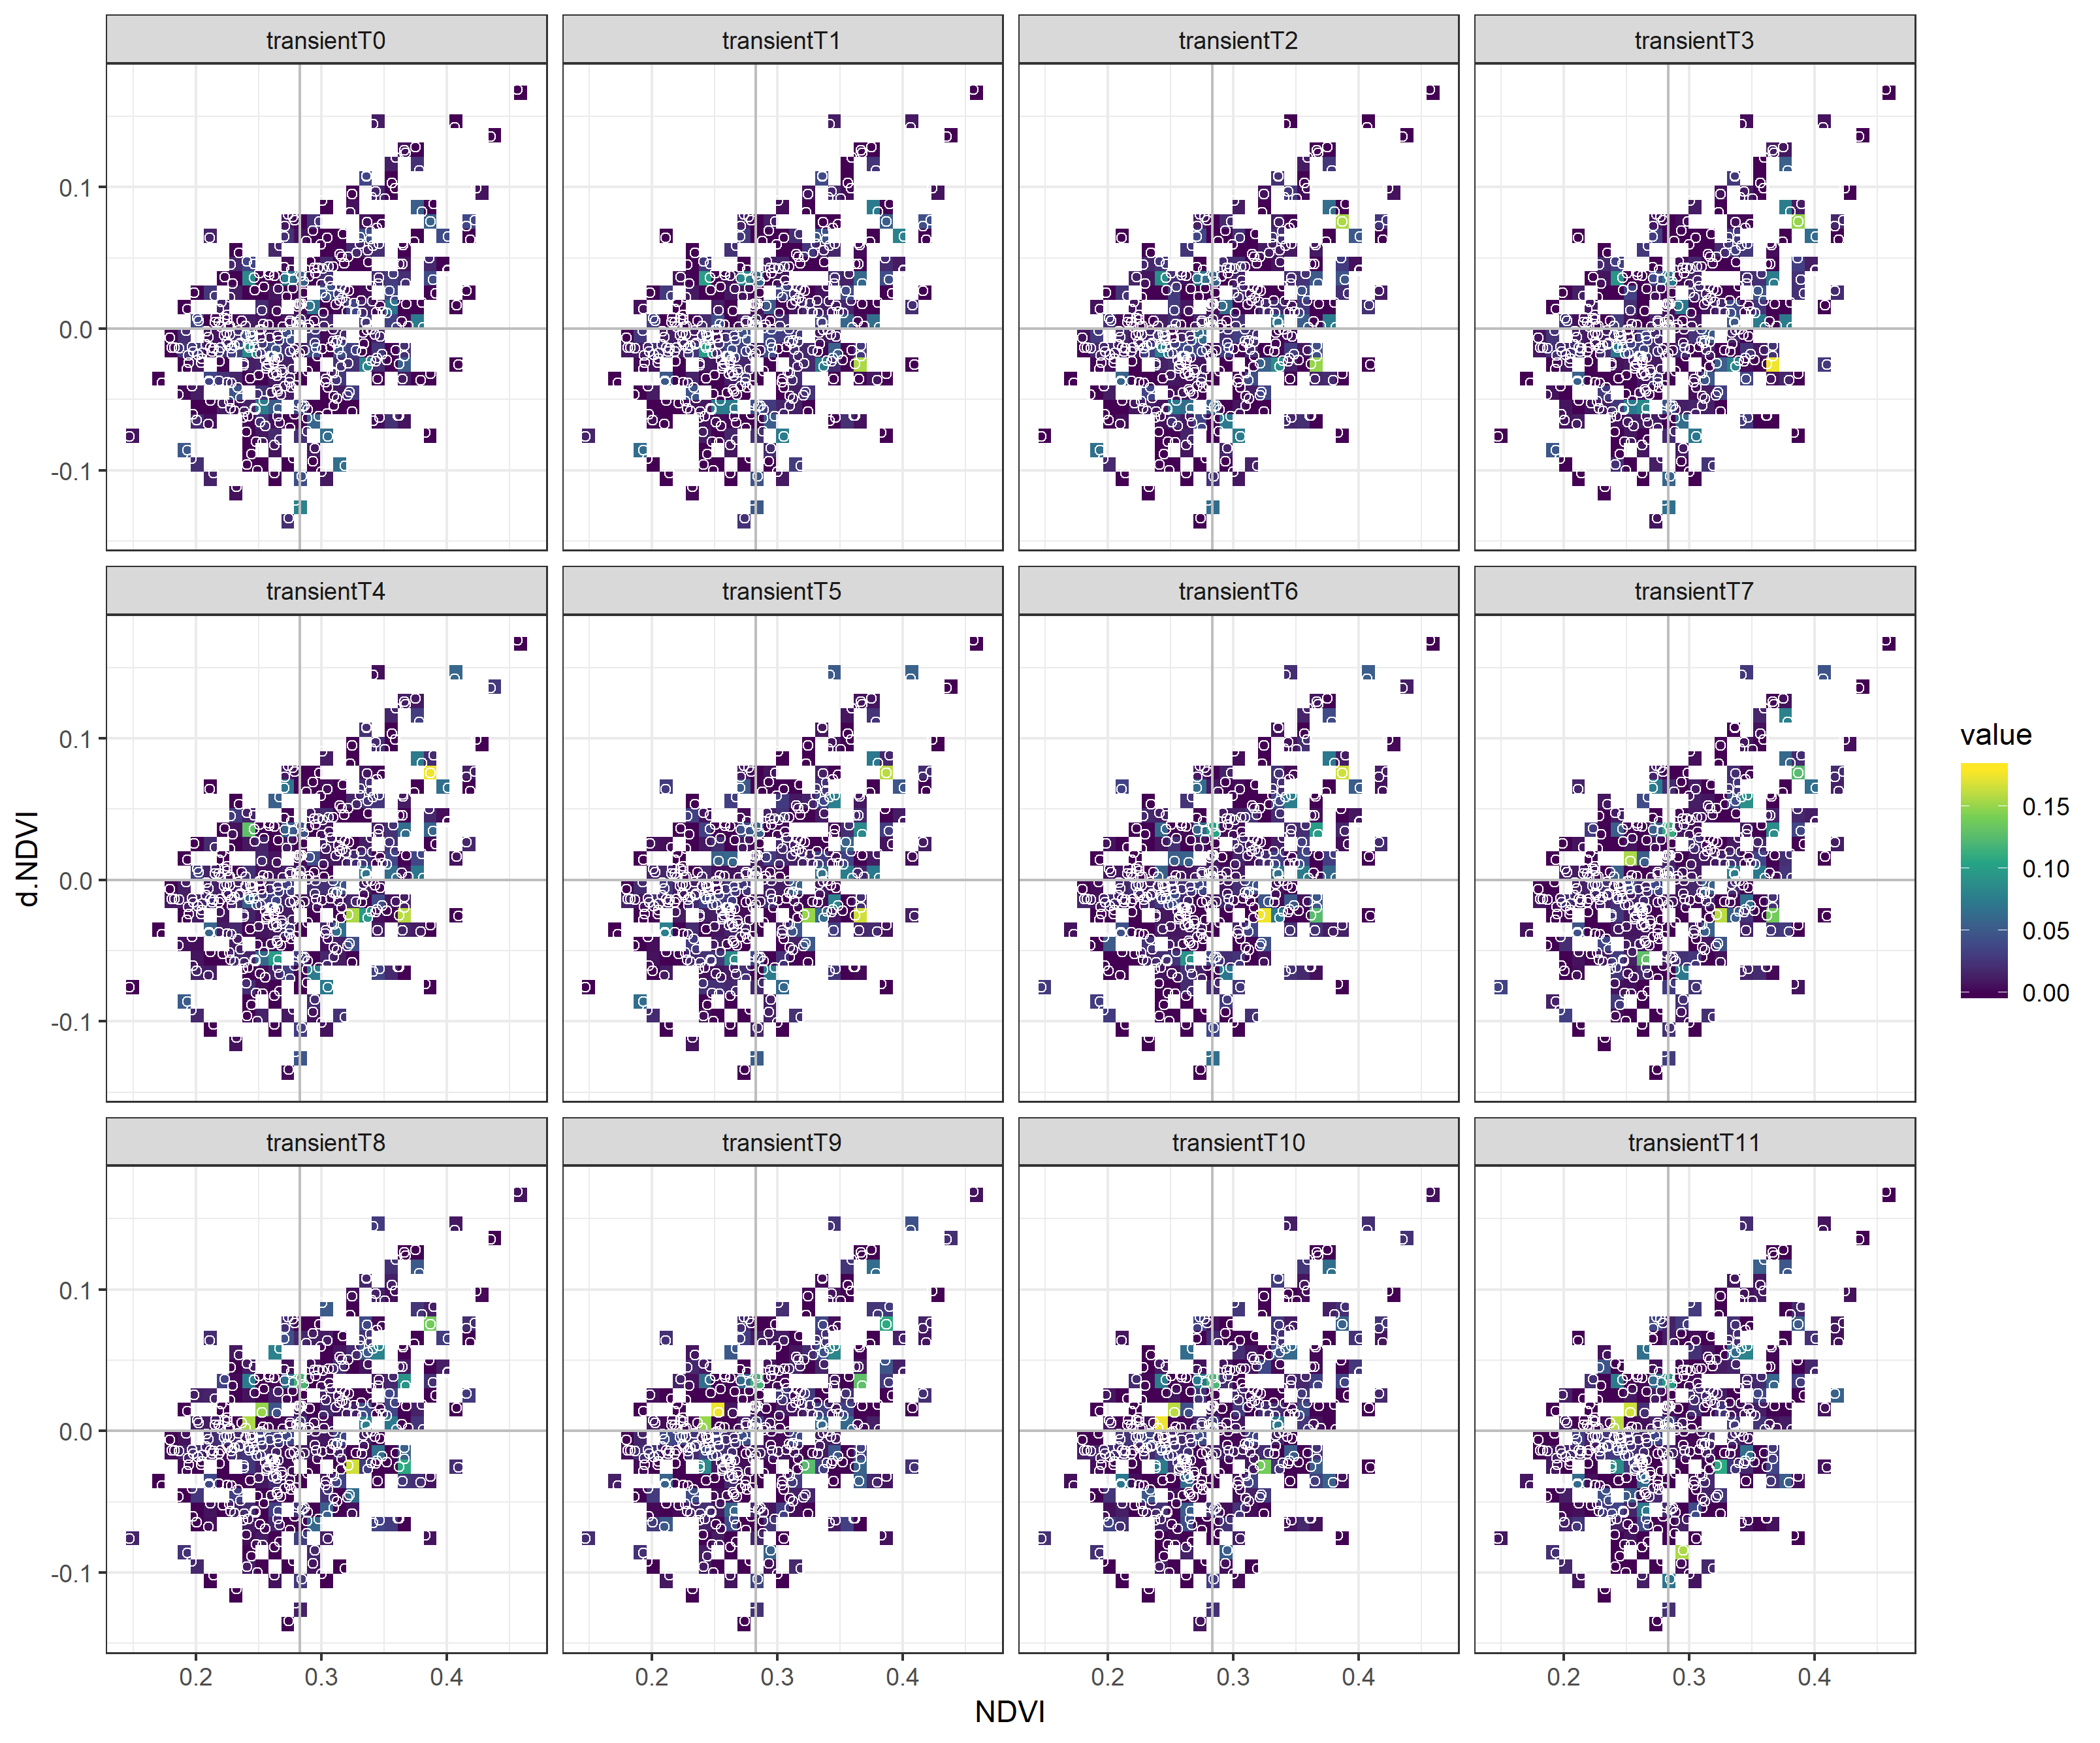 transientT0 transientT1 transientT2 transientT3
0.1
0.0
-0.1
transientT4 transientT5 transientT6 transientT7
0.1
0.0
-0.1
transientT8 transientT9 transientT10 transientT11
0.1
0.0
-0.1
0.2 0.3 0.4 0.2 0.3 0.4 0.2 0.3 0.4 0.2 0.3 0.4
NDVI
d.NDVI
value
0.15
0.10
0.05
0.00